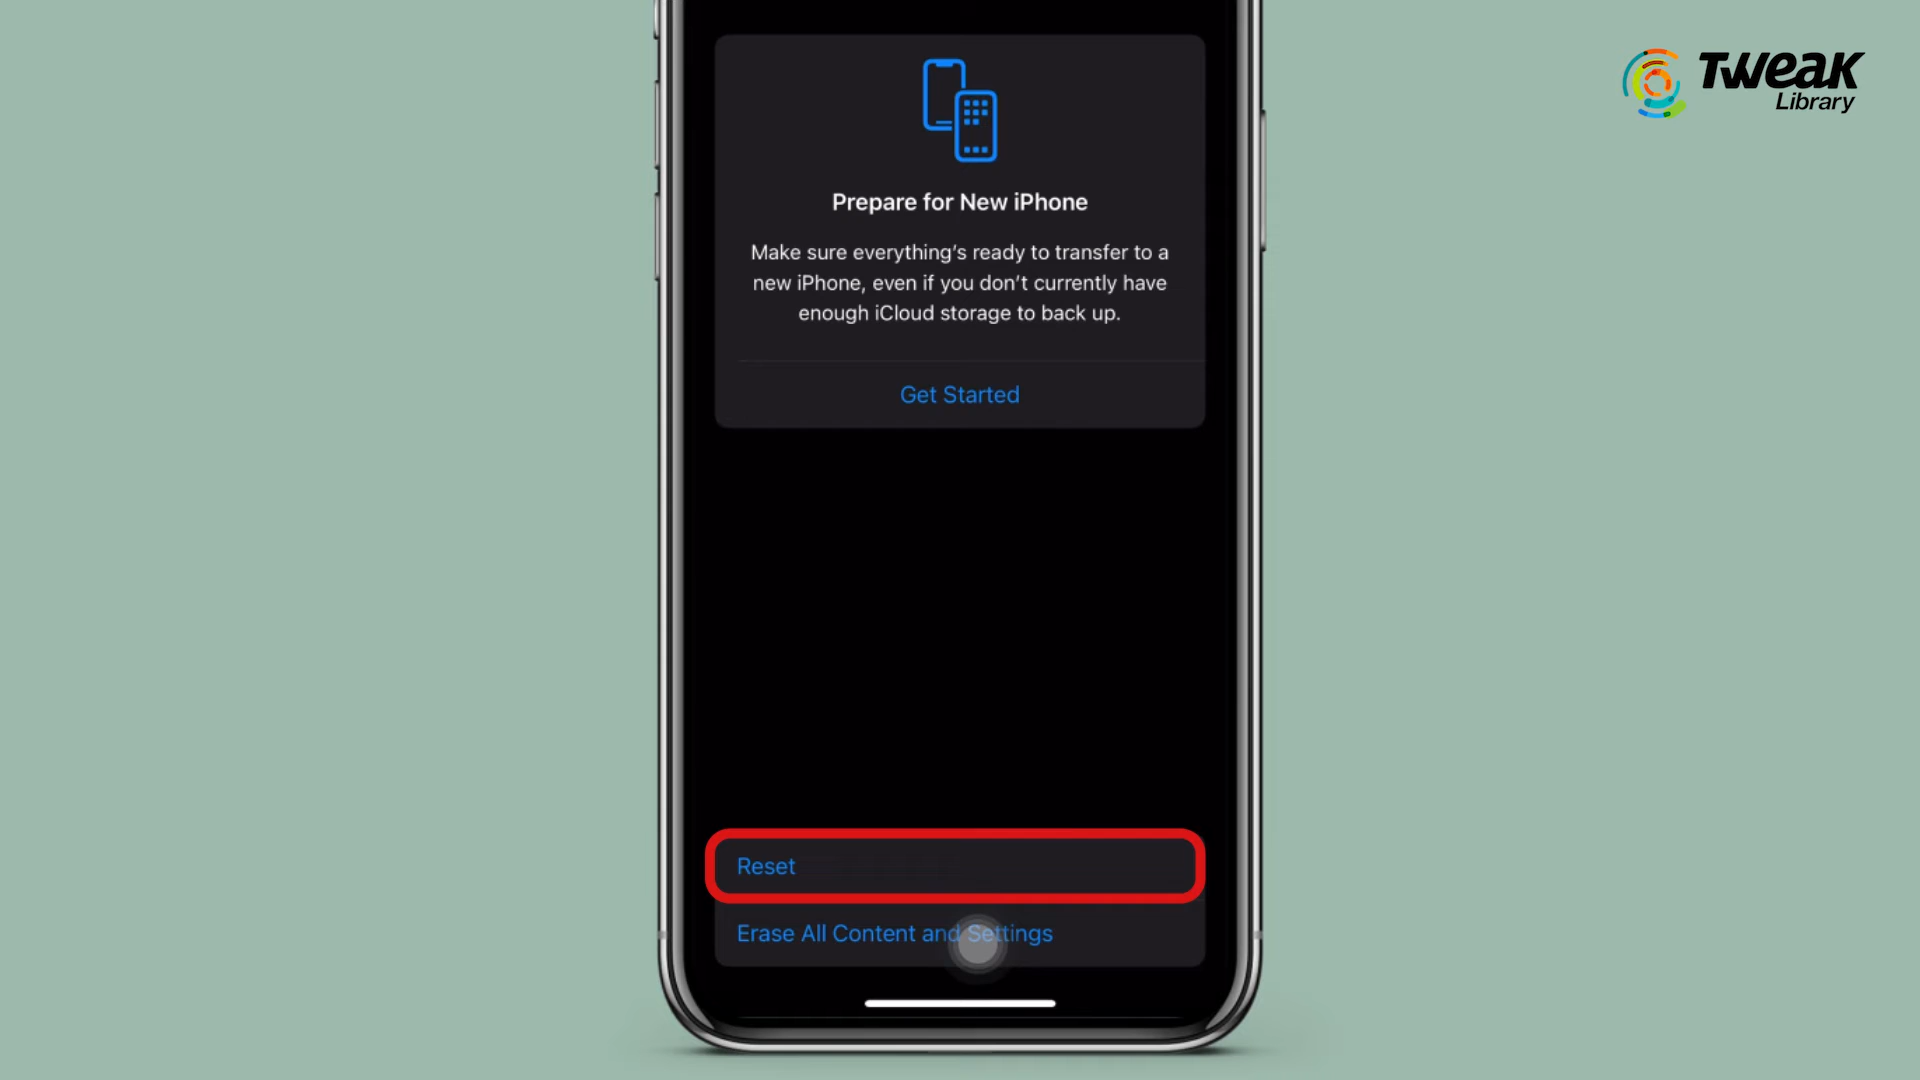 TWEAK
Library
Prepare for New iPhone
Make sure everything's ready to transfer to a
new iPhone, even if you don't currently have
enough iCloud storage to back up.
Get Started
Reset
Erase All Content and Settings